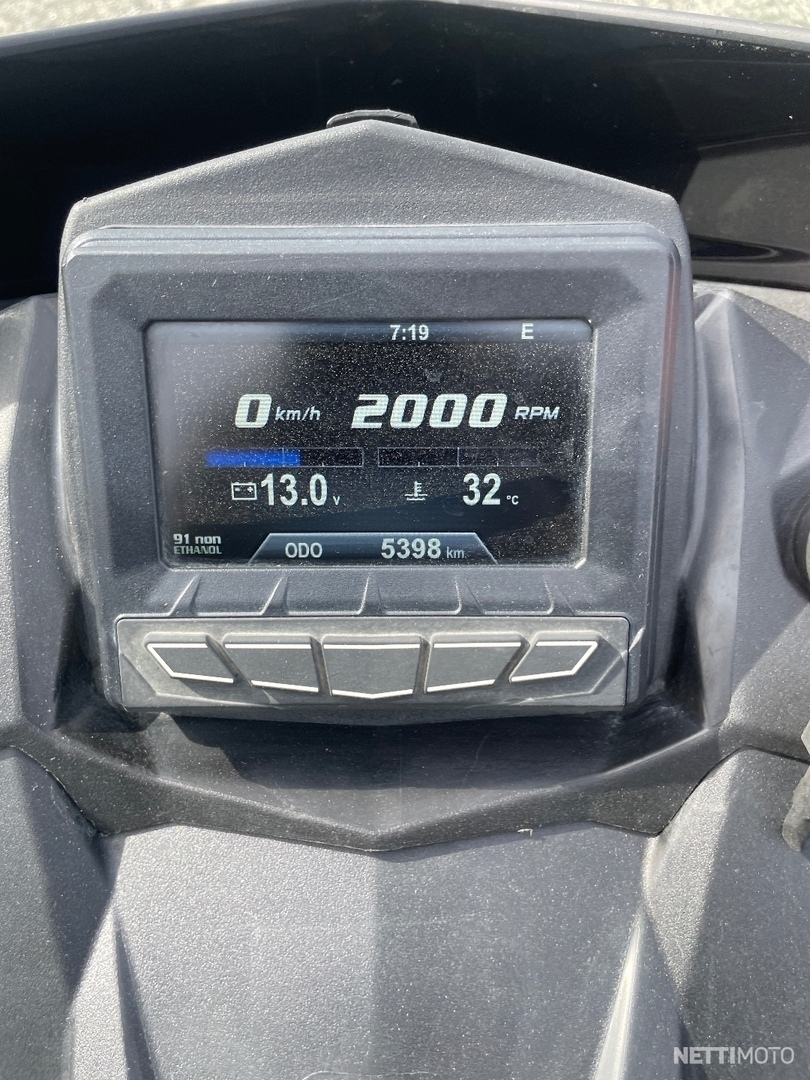 7:19 E
0 km/h 2000 RPM
13.0 v 32 °C
91 non
ETHANOL
ODO 5398 km
NETTIMOTO